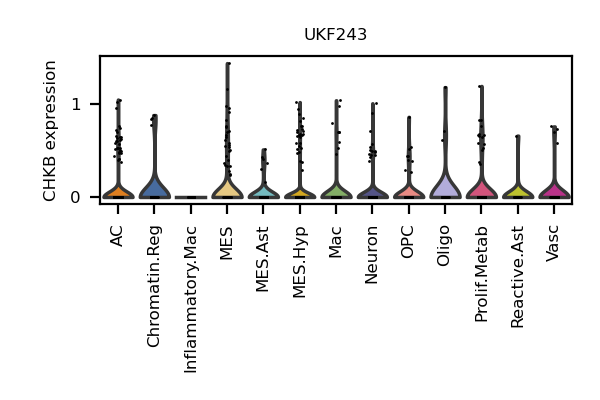 UKF243
CHKB expression
1
0
AC
Chromatin.Reg
Inflammatory.Mac
MES
MES.Ast
MES.Hyp
Mac
Neuron
OPC
Oligo
Prolif.Metab
Reactive.Ast
Vasc